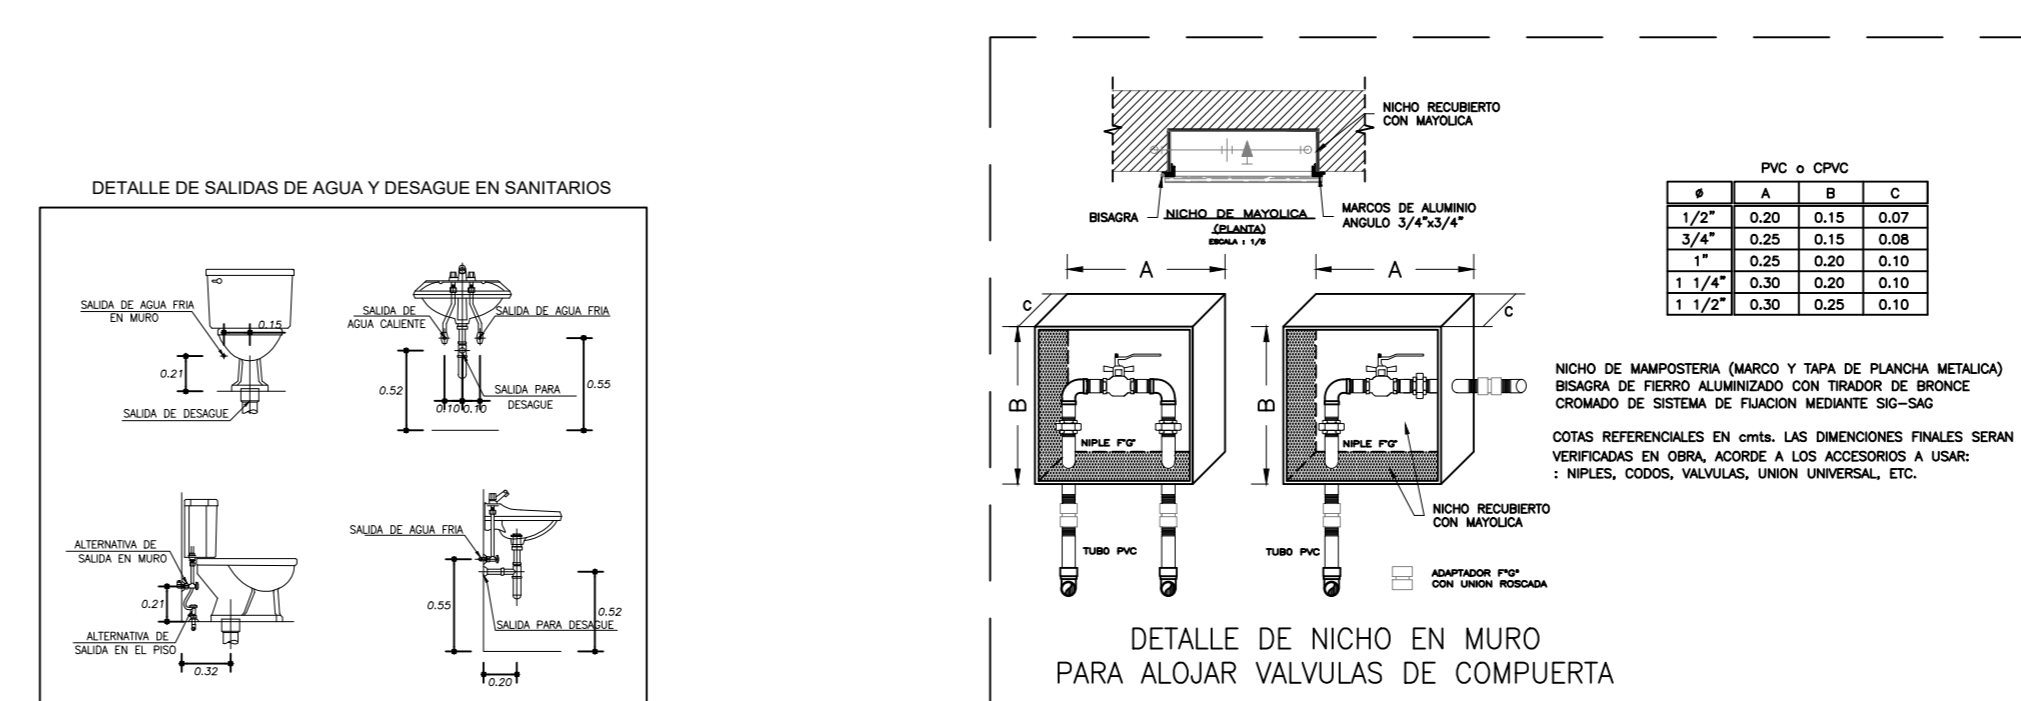 DETALLE DE SALIDAS DE AGUA Y DESAGUE EN SANITARIOS
SALIDA DE AGUA FRIA
EN MURO
0.15
0.21
SALIDA DE DESAGUE
SALIDA DE
AGUA CALIENTE
SALIDA DE AGUA FRIA
0.52
0.55
SALIDA PARA
DESAGUE
0.10
0.10
ALTERNATIVA DE
SALIDA EN MURO
0.21
ALTERNATIVA DE
SALIDA EN EL PISO
0.32
SALIDA DE AGUA FRIA
0.55
0.52
SALIDA PARA DESAGUE
0.20
NICHO RECUBIERTO
CON MAYOLICA
BISAGRA
NICHO DE MAYOLICA
(PLANTA)
ESCALA : 1/5
MARCOS DE ALUMINIO
ANGULO 3/4"x3/4"
A
C
B
NIPLE F°G°
TUBO PVC
A
C
B
NIPLE F°G°
TUBO PVC
NICHO RECUBIERTO
CON MAYOLICA
ADAPTADOR F°G°
CON UNION ROSCADA
DETALLE DE NICHO EN MURO
PARA ALOJAR VALVULAS DE COMPUERTA
PVC o CPVC
ø A B C
1/2" 0.20 0.15 0.07
3/4" 0.25 0.15 0.08
1" 0.25 0.20 0.10
1 1/4" 0.30 0.20 0.10
1 1/2" 0.30 0.25 0.10
NICHO DE MAMPOSTERIA (MARCO Y TAPA DE PLANCHA METALICA)
BISAGRA DE FIERRO ALUMINIZADO CON TIRADOR DE BRONCE
CROMADO DE SISTEMA DE FIJACION MEDIANTE SIG-SAG
COTAS REFERENCIALES EN cmts. LAS DIMENCIONES FINALES SERAN
VERIFICADAS EN OBRA, ACORDE A LOS ACCESORIOS A USAR:
: NIPLES, CODOS, VALVULAS, UNION UNIVERSAL, ETC.